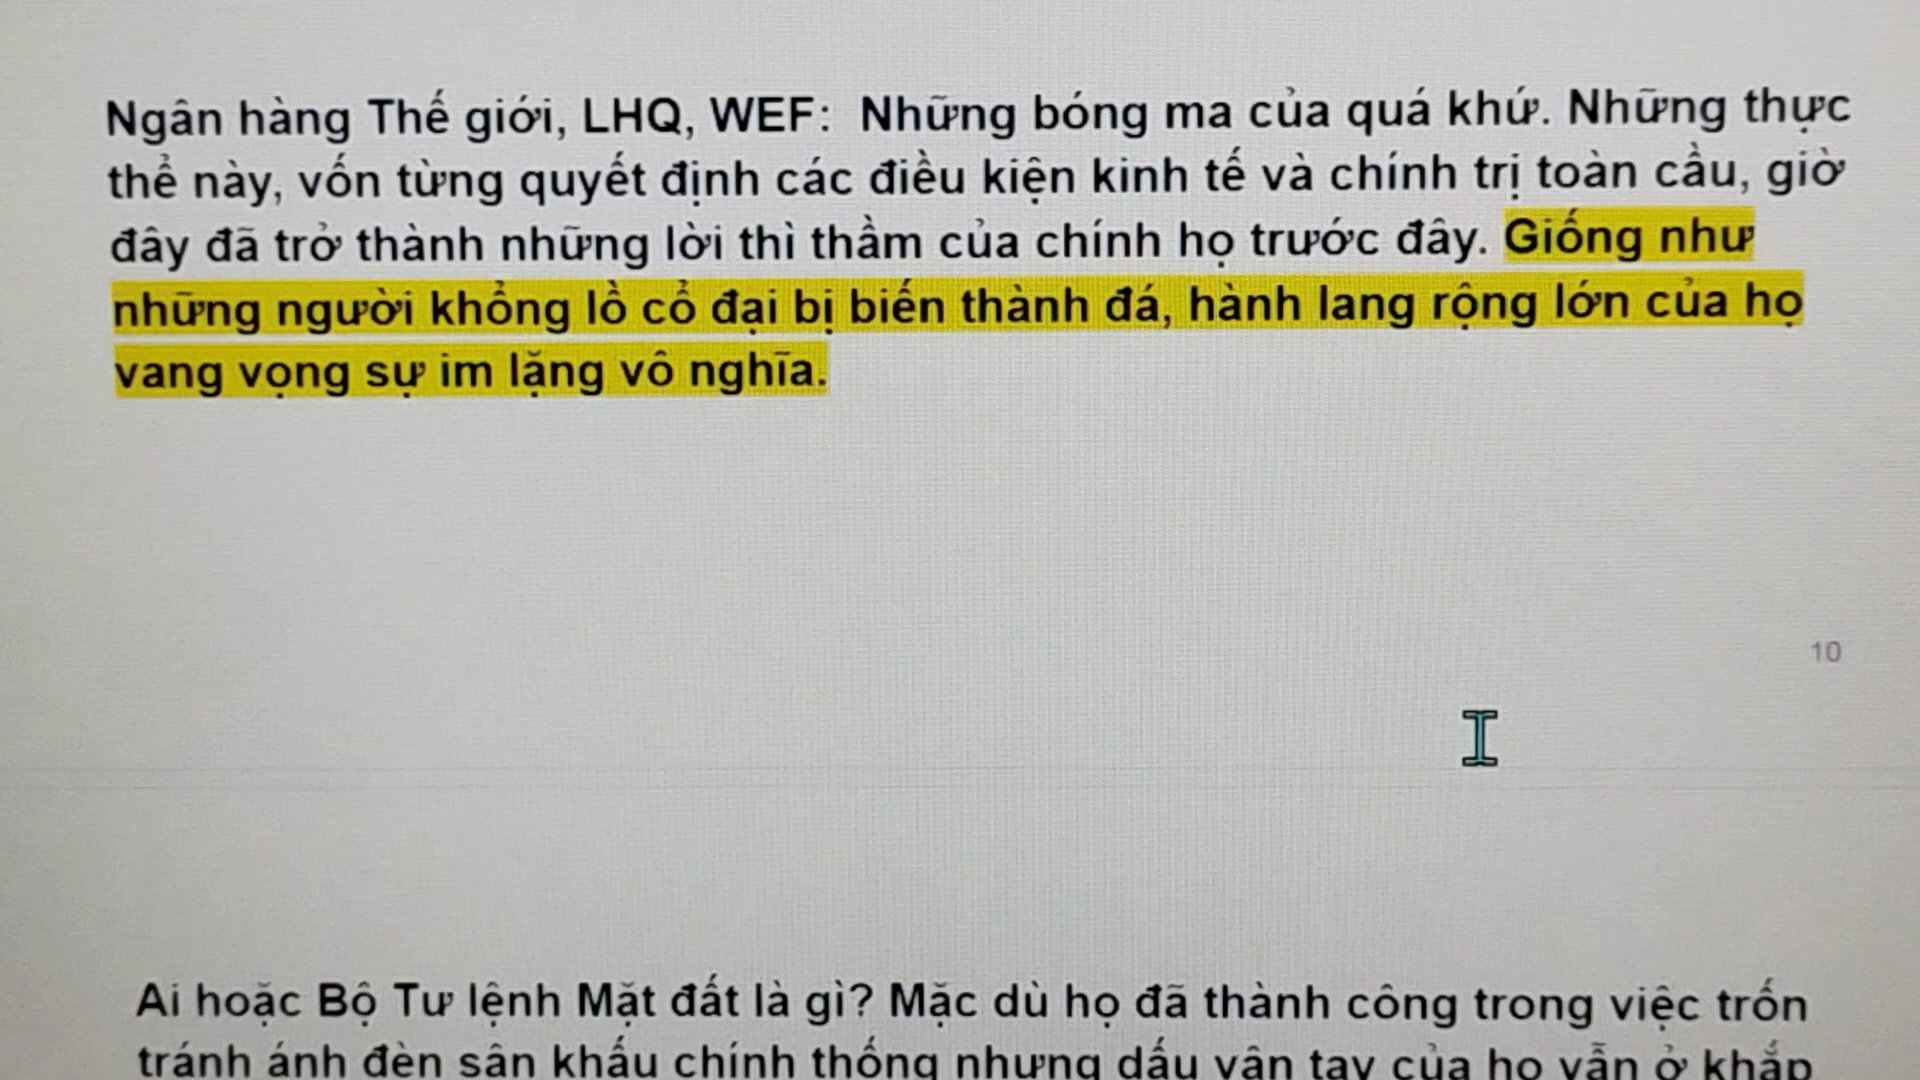 Ngân hàng Thế giới, LHQ, WEF: Những bóng ma của quá khứ. Những thực
thể này, vốn từng quyết định các điều kiện kinh tế và chính trị toàn cầu, giờ
đây đã trở thành những lời thì thầm của chính họ trước đây. Giống như
những người khổng lồ cổ đại bị biến thành đá, hành lang rộng lớn của họ
vang vọng sự im lặng vô nghĩa.
10
Ai hoặc Bộ Tư lệnh Mặt đất là gì? Mặc dù họ đã thành công trong việc trốn
tránh ánh đèn sân khấu chính thống nhưng dấu vân tay của họ vẫn ở khắp